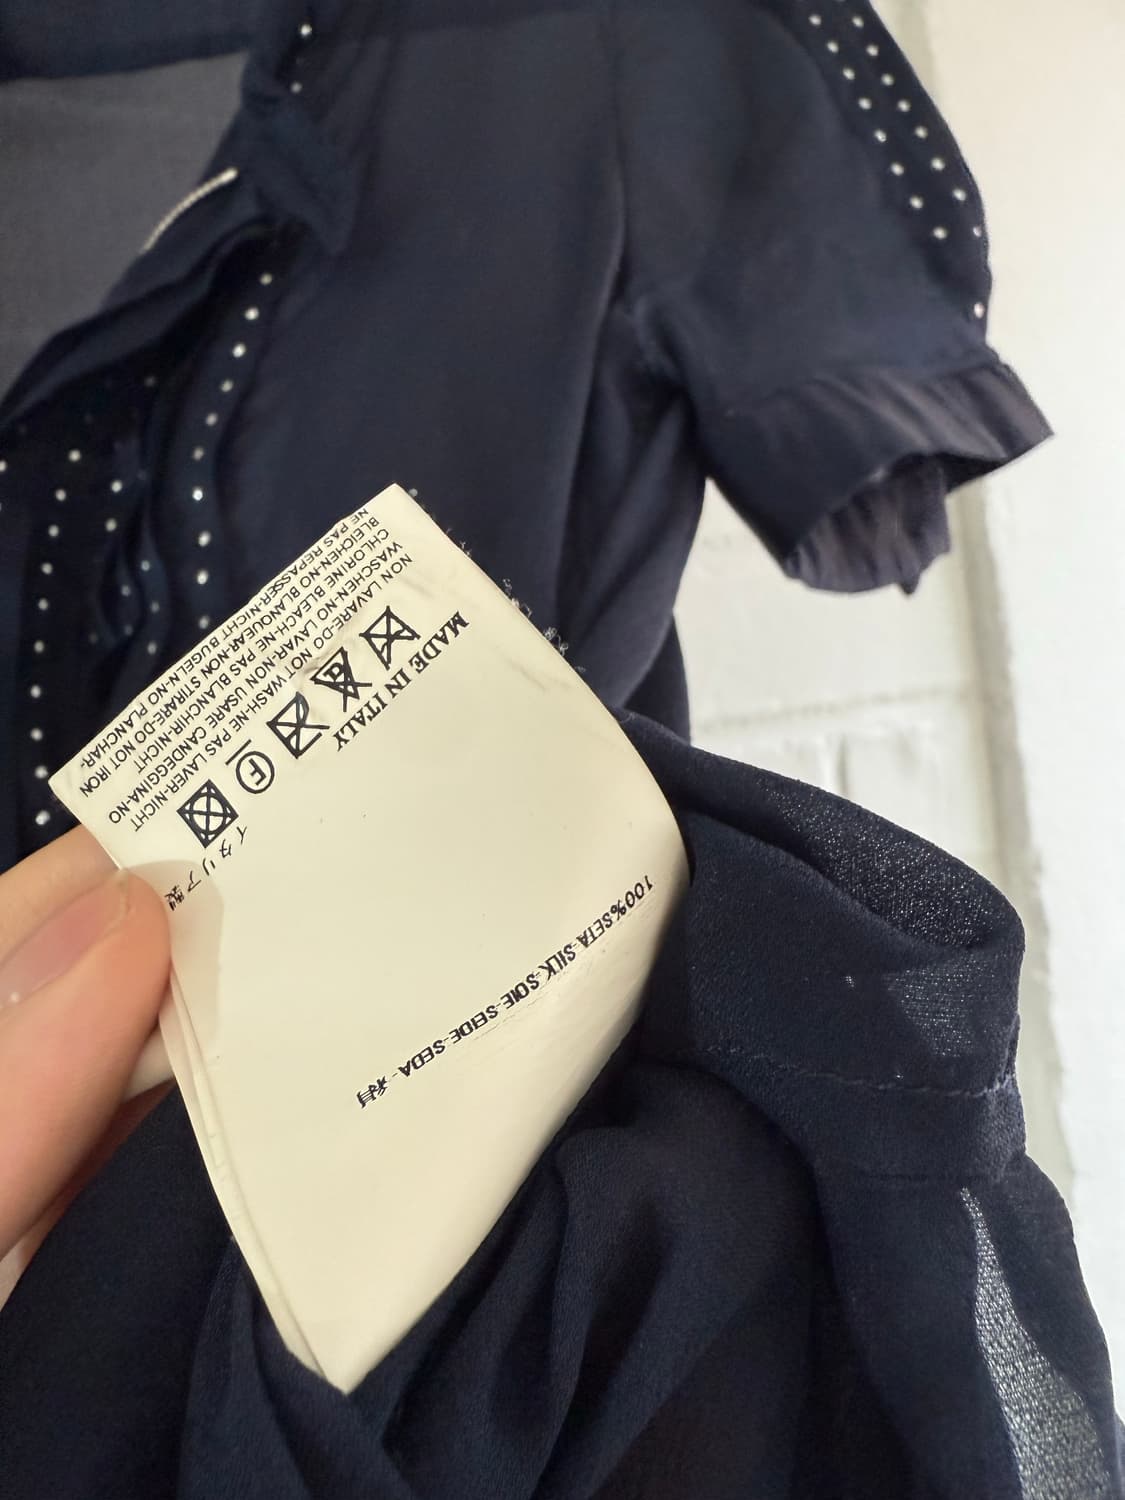 MADE IN ITALY
F
NON LAVARE-DO NOT WASH-NE PAS LAVER-NICHT
WASCHEN-NO LAVAR-NON USARE CANDEGGINA-NO
CHLORINE BLEACH-NE PAS BLANCHIR-NICHT
BLEICHEN-NO BLANQUEAR-NON STIRARE-DO NOT IRON
NE PAS REPASSER-NICHT BUGELN-NO PLANCHAR-
イタリア製
100%SETA-SILK-SOIE-SEIDE-SEDA-絹